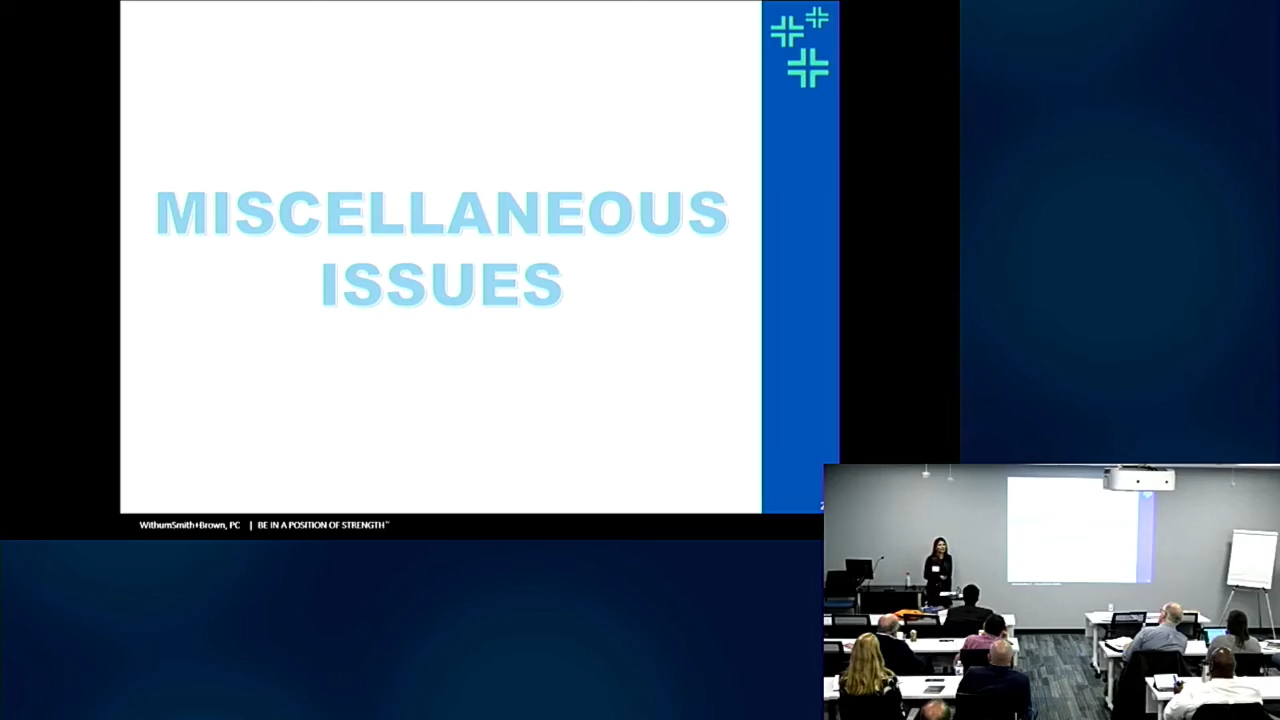 MISCELLANEOUS
ISSUES
WithumSmith+Brown, PC | BE IN A POSITION OF STRENGTH™